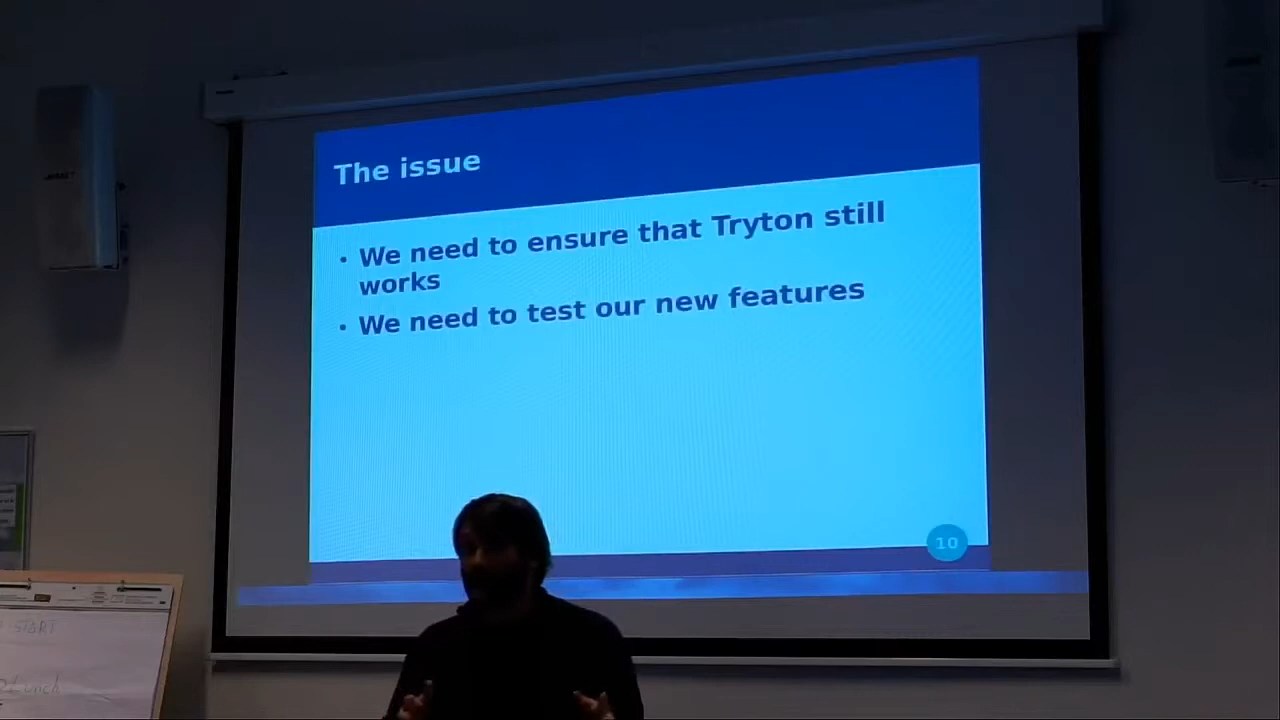 The issue
• We need to ensure that Tryton still
works
• We need to test our new features
10
START
Lunch